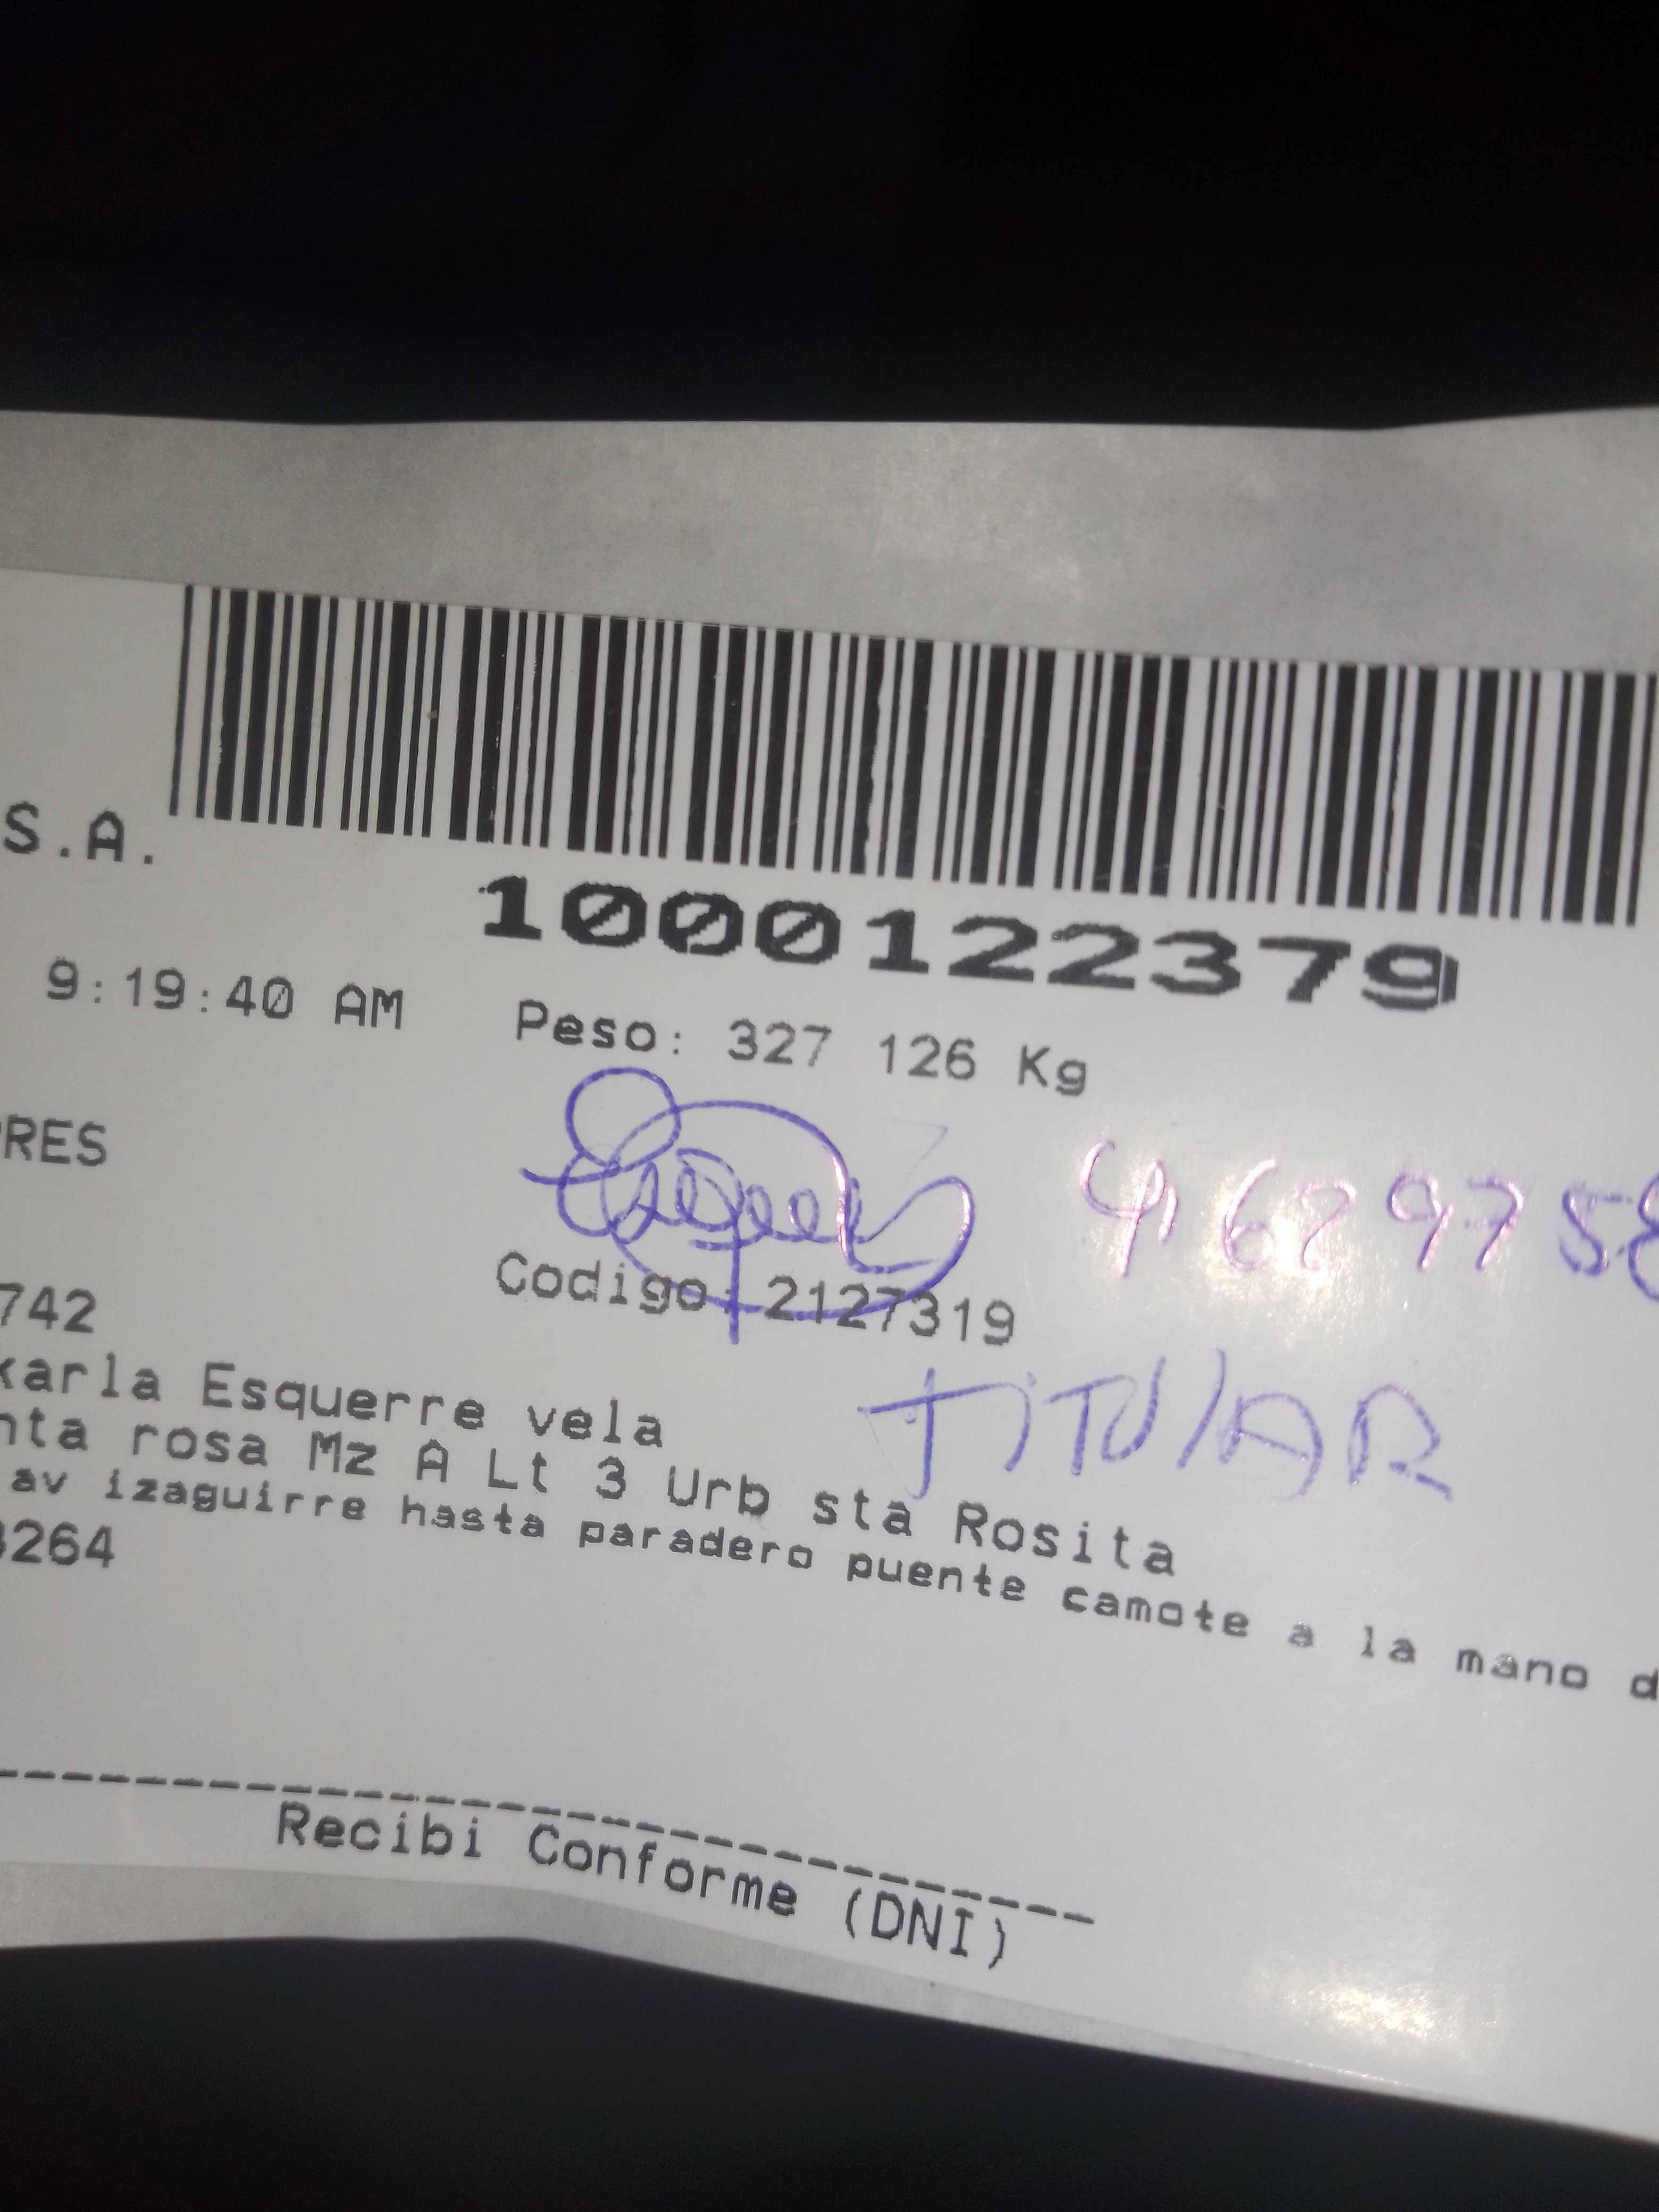 S.A.
1000122379
9:19:40 AM Peso: 327 126 Kg
RES
Codigo: 2127319
742
TITULAR
karla Esquerre vela
nta rosa Mz A Lt 3 Urb sta Rosita
av izaguirre hasta paradero puente camote a la mano d
3264
Recibi Conforme (DNI)